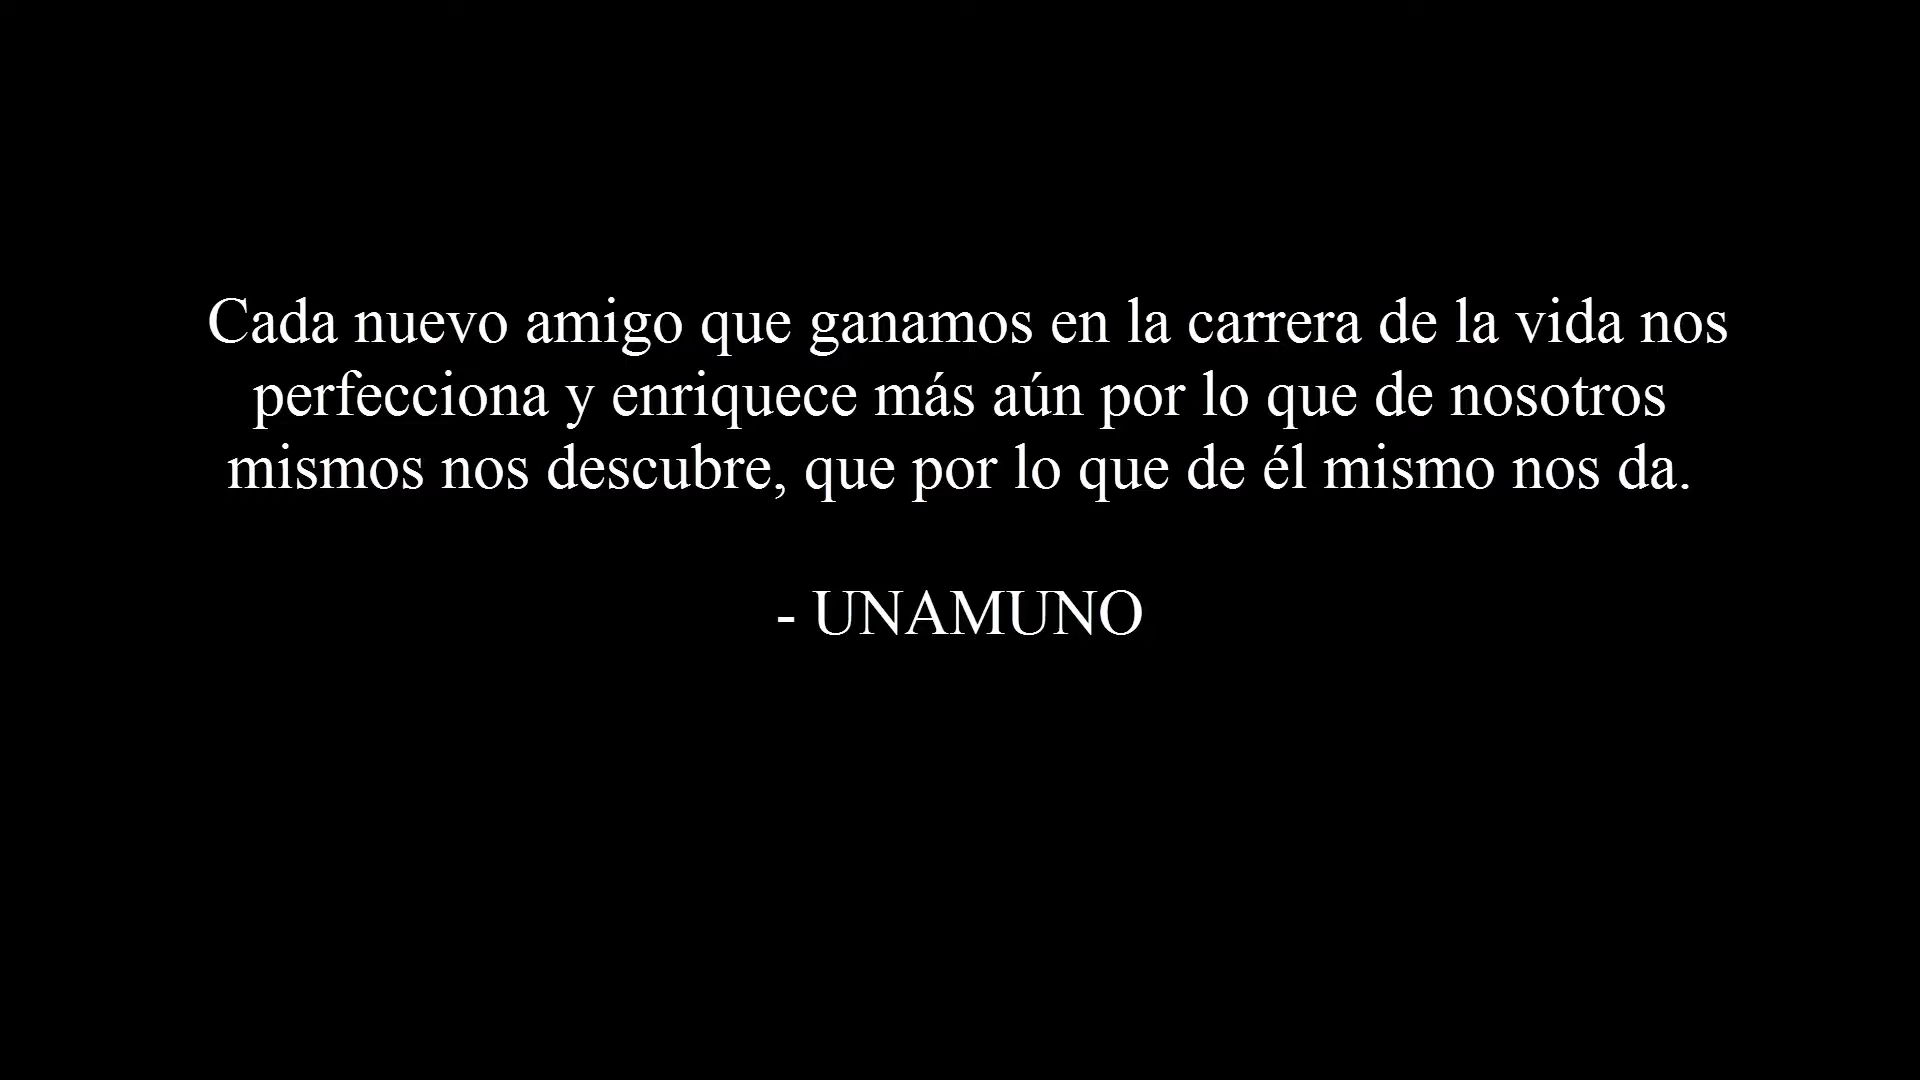 Cada nuevo amigo que ganamos en la carrera de la vida nos
perfecciona y enriquece más aún por lo que de nosotros
mismos nos descubre, que por lo que de él mismo nos da.
- UNAMUNO